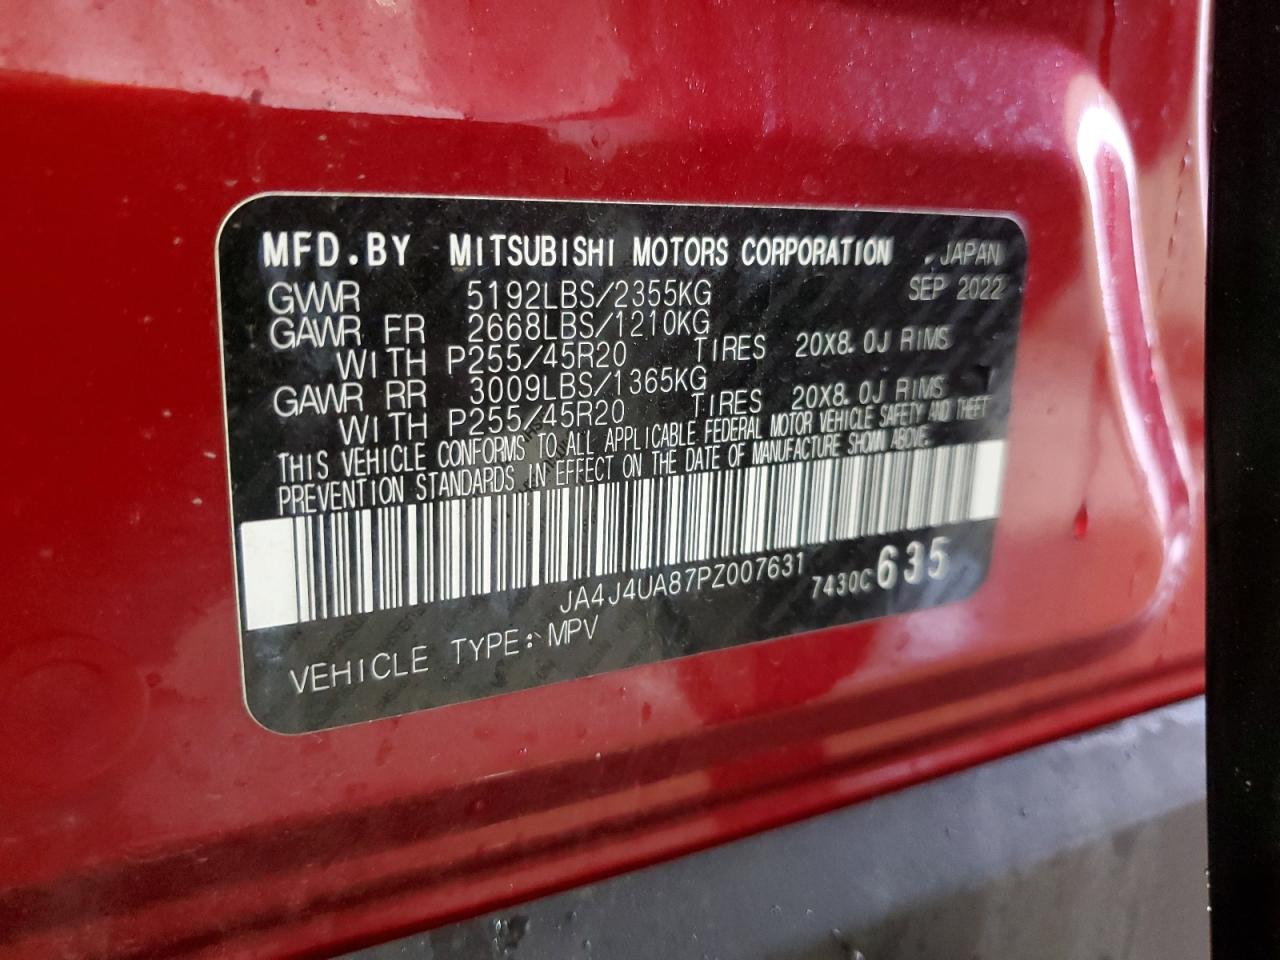 MFD.BY MITSUBISHI MOTORS CORPORATION JAPAN
GVWR 5192LBS/2355KG SEP 2022
GAWR FR 2668LBS/1210KG
WITH P255/45R20 TIRES 20X8.0J RIMS
GAWR RR 3009LBS/1365KG
WITH P255/45R20 TIRES 20X8.0J RIMS
THIS VEHICLE CONFORMS TO ALL APPLICABLE FEDERAL MOTOR VEHICLE SAFETY AND THEFT
PREVENTION STANDARDS IN EFFECT ON THE DATE OF MANUFACTURE SHOWN ABOVE.
JA4J4UA87PZ007631 7430C635
VEHICLE TYPE: MPV